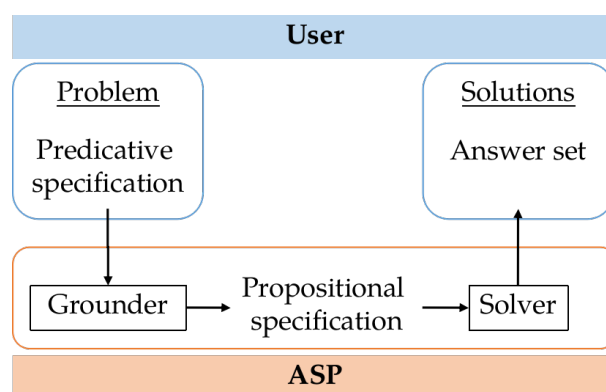 User
Problem
Predicative
specification
Solutions
Answer set
Grounder
Propositional
specification
Solver
ASP